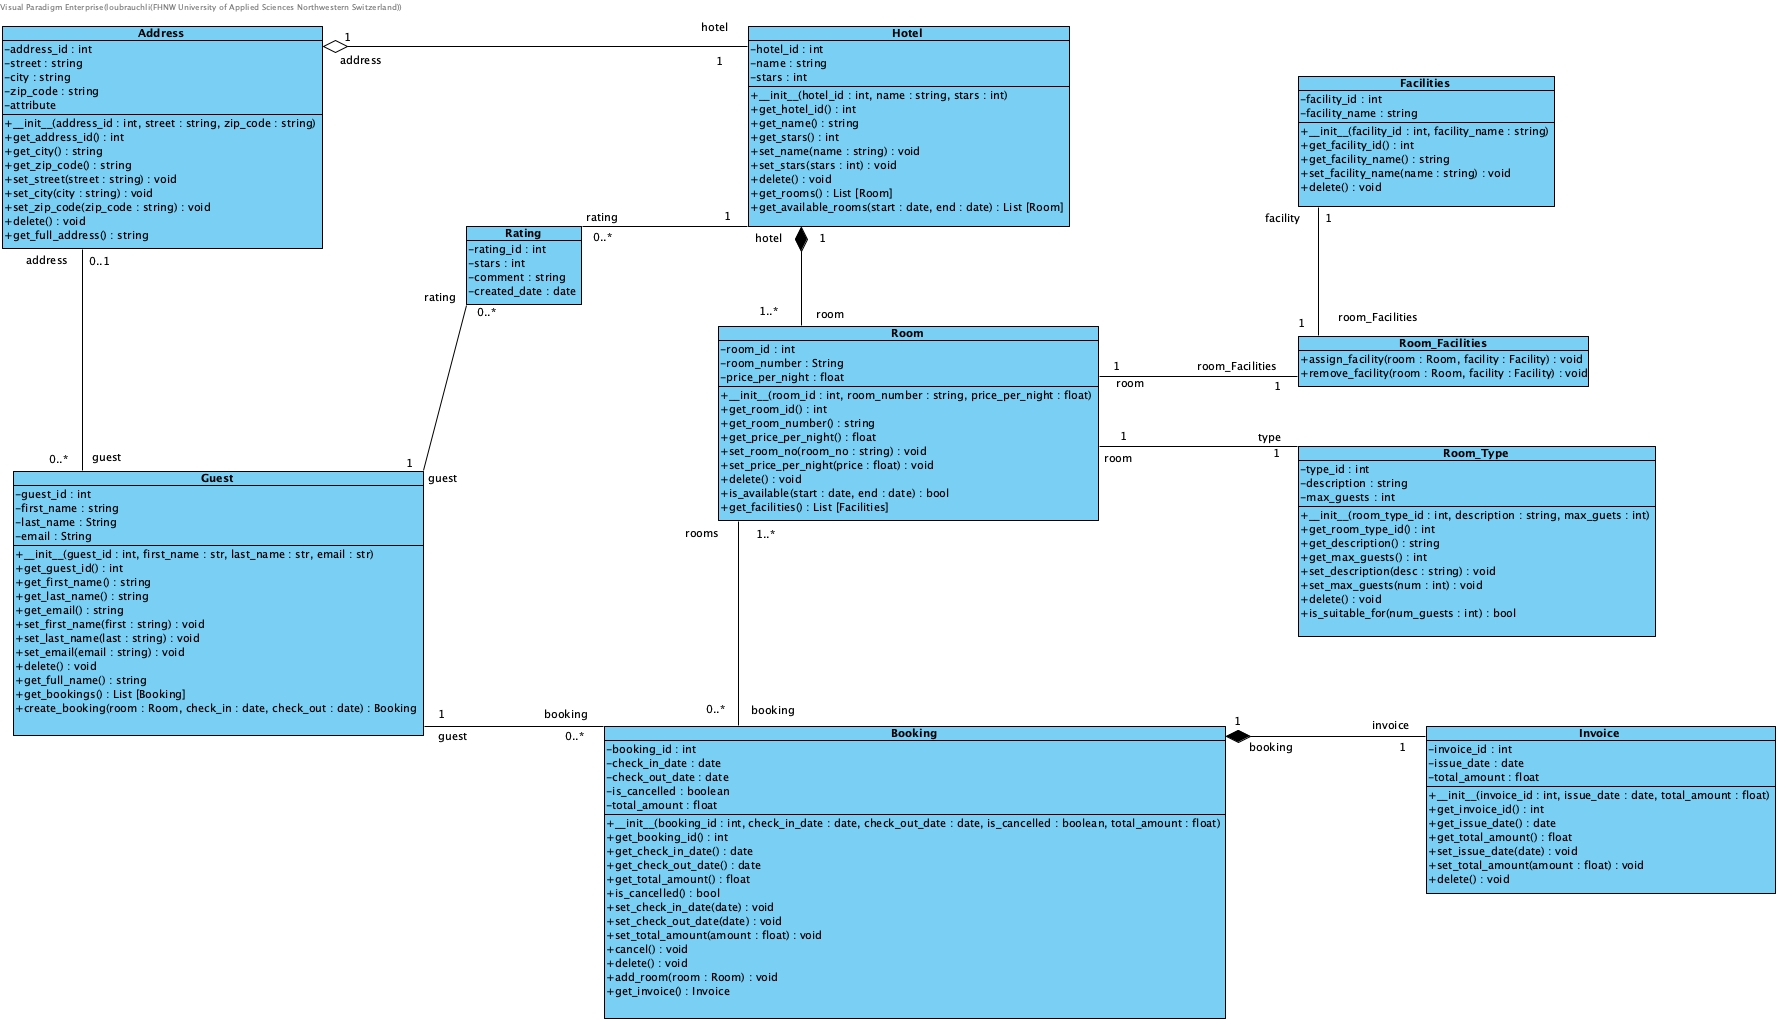 Visual Paradigm Enterprise(loubrauchli(FHNW University of Applied Sciences Northwestern Switzerland))
Address
-address_id : int
-street : string
-city : string
-zip_code : string
-attribute
+__init__(address_id : int, street : string, zip_code : string)
+get_address_id() : int
+get_city() : string
+get_zip_code() : string
+set_street(street : string) : void
+set_city(city : string) : void
+set_zip_code(zip_code : string) : void
+delete() : void
+get_full_address() : string
1
address
hotel
1
Hotel
-hotel_id : int
-name : string
-stars : int
+__init__(hotel_id : int, name : string, stars : int)
+get_hotel_id() : int
+get_name() : string
+get_stars() : int
+set_name(name : string) : void
+set_stars(stars : int) : void
+delete() : void
+get_rooms() : List [Room]
+get_available_rooms(start : date, end : date) : List [Room]
Facilities
-facility_id : int
-facility_name : string
+__init__(facility_id : int, facility_name : string)
+get_facility_id() : int
+get_facility_name() : string
+set_facility_name(name : string) : void
+delete() : void
facility
1
1
room_Facilities
rating
1
0..*
Rating
-rating_id : int
-stars : int
-comment : string
-created_date : date
rating
0..*
hotel
1
1..*
room
address
0..1
0..*
guest
1
guest
Room
-room_id : int
-room_number : String
-price_per_night : float
+__init__(room_id : int, room_number : string, price_per_night : float)
+get_room_id() : int
+get_room_number() : string
+get_price_per_night() : float
+set_room_no(room_no : string) : void
+set_price_per_night(price : float) : void
+delete() : void
+is_available(start : date, end : date) : bool
+get_facilities() : List [Facilities]
1
room
room_Facilities
1
Room_Facilities
+assign_facility(room : Room, facility : Facility) : void
+remove_facility(room : Room, facility : Facility) : void
1
room
type
1
Room_Type
-type_id : int
-description : string
-max_guests : int
+__init__(room_type_id : int, description : string, max_guets : int)
+get_room_type_id() : int
+get_description() : string
+get_max_guests() : int
+set_description(desc : string) : void
+set_max_guests(num : int) : void
+delete() : void
+is_suitable_for(num_guests : int) : bool
Guest
-guest_id : int
-first_name : string
-last_name : String
-email : String
+__init__(guest_id : int, first_name : str, last_name : str, email : str)
+get_guest_id() : int
+get_first_name() : string
+get_last_name() : string
+get_email() : string
+set_first_name(first : string) : void
+set_last_name(last : string) : void
+set_email(email : string) : void
+delete() : void
+get_full_name() : string
+get_bookings() : List [Booking]
+create_booking(room : Room, check_in : date, check_out : date) : Booking
rooms
1..*
0..*
booking
1
guest
booking
0..*
Booking
-booking_id : int
-check_in_date : date
-check_out_date : date
-is_cancelled : boolean
-total_amount : float
+__init__(booking_id : int, check_in_date : date, check_out_date : date, is_cancelled : boolean, total_amount : float)
+get_booking_id() : int
+get_check_in_date() : date
+get_check_out_date() : date
+get_total_amount() : float
+is_cancelled() : bool
+set_check_in_date(date) : void
+set_check_out_date(date) : void
+set_total_amount(amount : float) : void
+cancel() : void
+delete() : void
+add_room(room : Room) : void
+get_invoice() : Invoice
1
booking
invoice
1
Invoice
-invoice_id : int
-issue_date : date
-total_amount : float
+__init__(invoice_id : int, issue_date : date, total_amount : float)
+get_invoice_id() : int
+get_issue_date() : date
+get_total_amount() : float
+set_issue_date(date) : void
+set_total_amount(amount : float) : void
+delete() : void